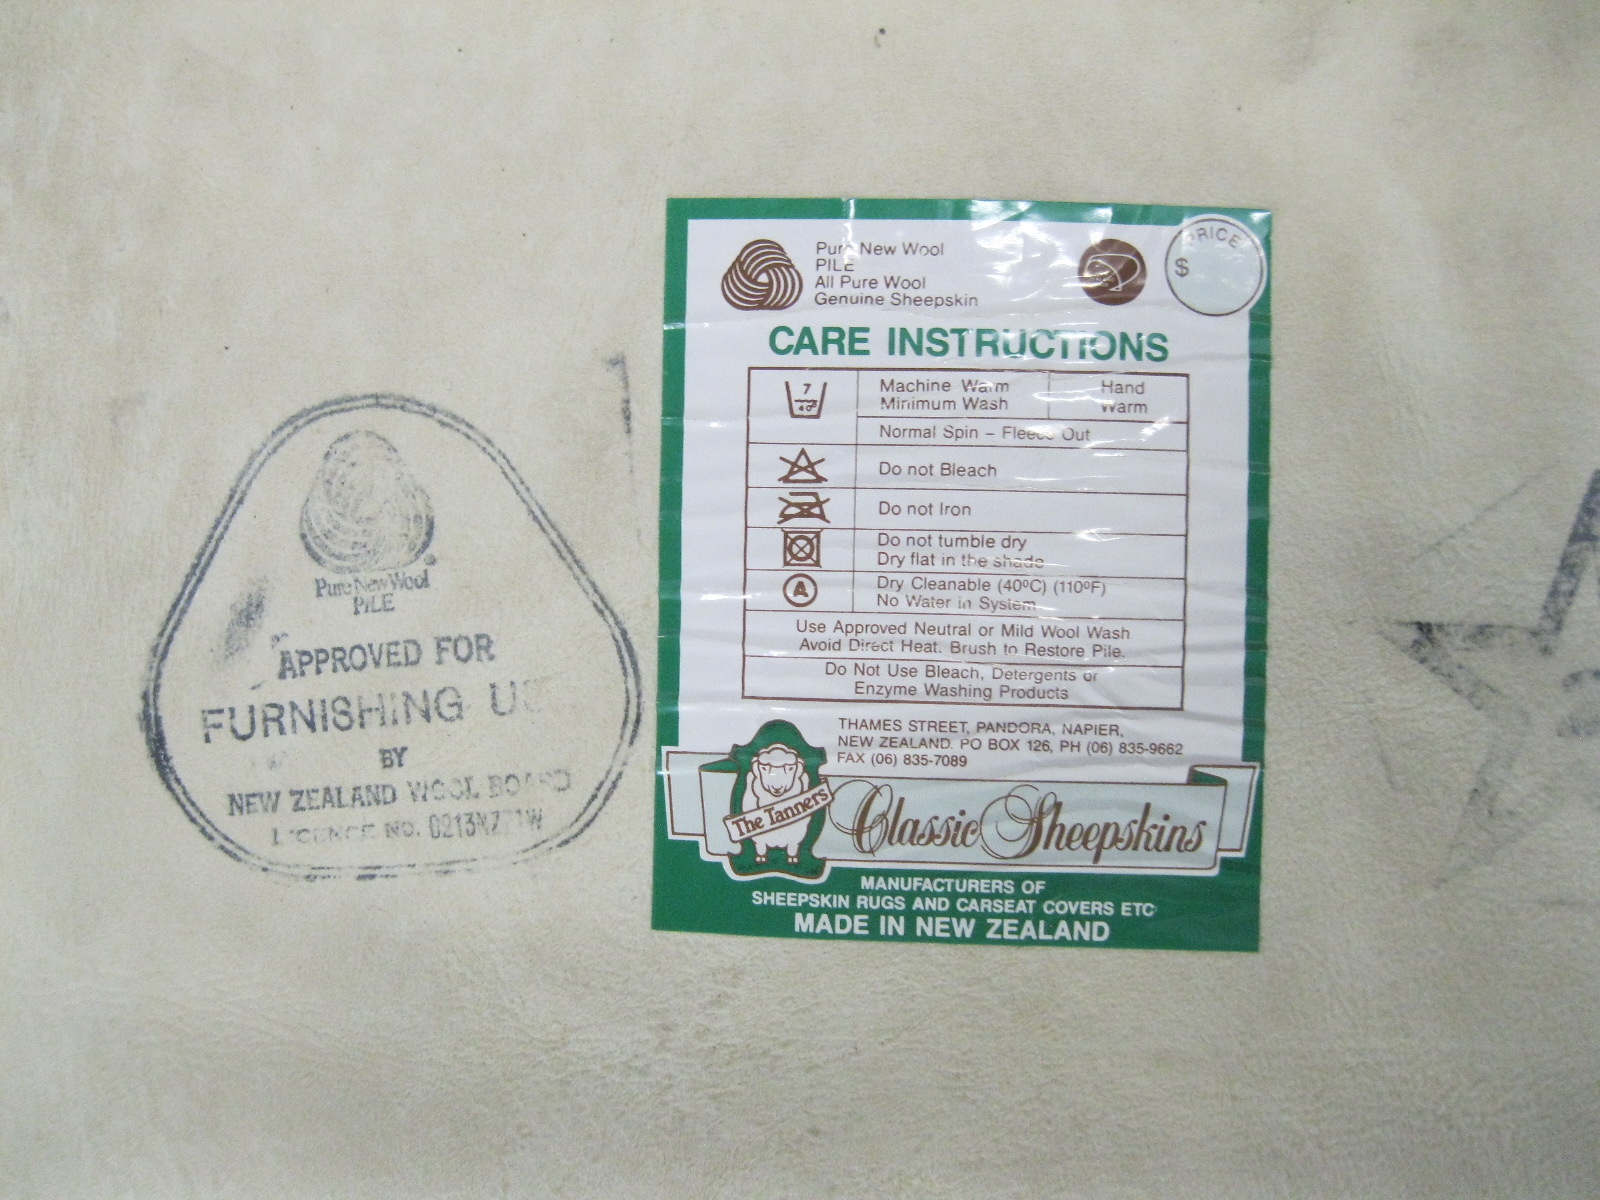 Pure New Wool
PILE
APPROVED FOR
FURNISHING
BY
NEW ZEALAND WOOL BOARD
LICENCE NO.
Pure New Wool
PILE
All Pure Wool
Genuine Sheepskin
PRICE
$
CARE INSTRUCTIONS
7
40°
Machine Warm
Minimum Wash
Hand
Warm
Normal Spin – Fleece Out
Do not Bleach
Do not Iron
Do not tumble dry
Dry flat in the shade
A
Dry Cleanable (40ºC) (110ºF)
No Water in System
Use Approved Neutral or Mild Wool Wash
Avoid Direct Heat. Brush to Restore Pile.
Do Not Use Bleach, Detergents or
Enzyme Washing Products
THAMES STREET, PANDORA, NAPIER,
NEW ZEALAND. PO BOX 126, PH (06) 835-9662
FAX (06) 835-7089
The Tanners
Classic Sheepskins
MANUFACTURERS OF
SHEEPSKIN RUGS AND CARSEAT COVERS ETC
MADE IN NEW ZEALAND